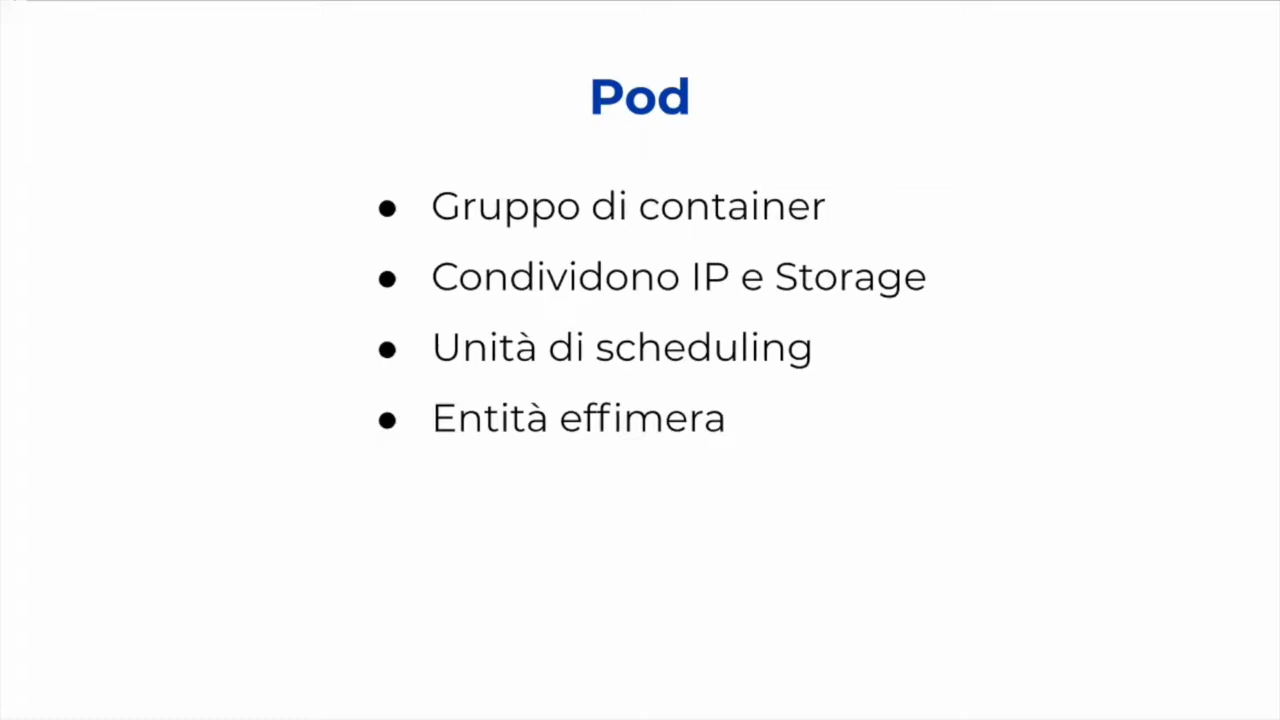 Pod
● Gruppo di container
● Condividono IP e Storage
● Unità di scheduling
● Entità effimera